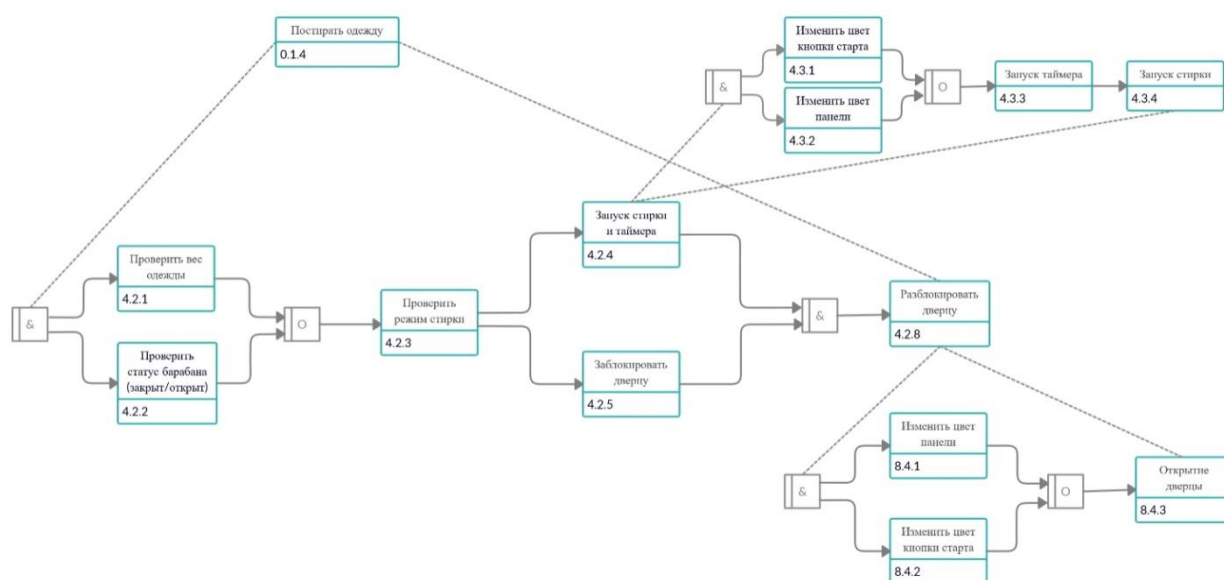 Постирать одежду
0.1.4
Изменить цвет
кнопки старта
4.3.1
&
Изменить цвет
панели
4.3.2
O
Запуск таймера
4.3.3
Запуск стирки
4.3.4
Запуск стирки
и таймера
4.2.4
Проверить вес
одежды
4.2.1
&
Проверить
статус барабана
(закрыт/открыт)
4.2.2
O
Проверить
режим стирки
4.2.3
Заблокировать
дверцу
4.2.5
&
Разблокировать
дверцу
4.2.8
Изменить цвет
панели
8.4.1
&
Изменить цвет
кнопки старта
8.4.2
O
Открытие
дверцы
8.4.3